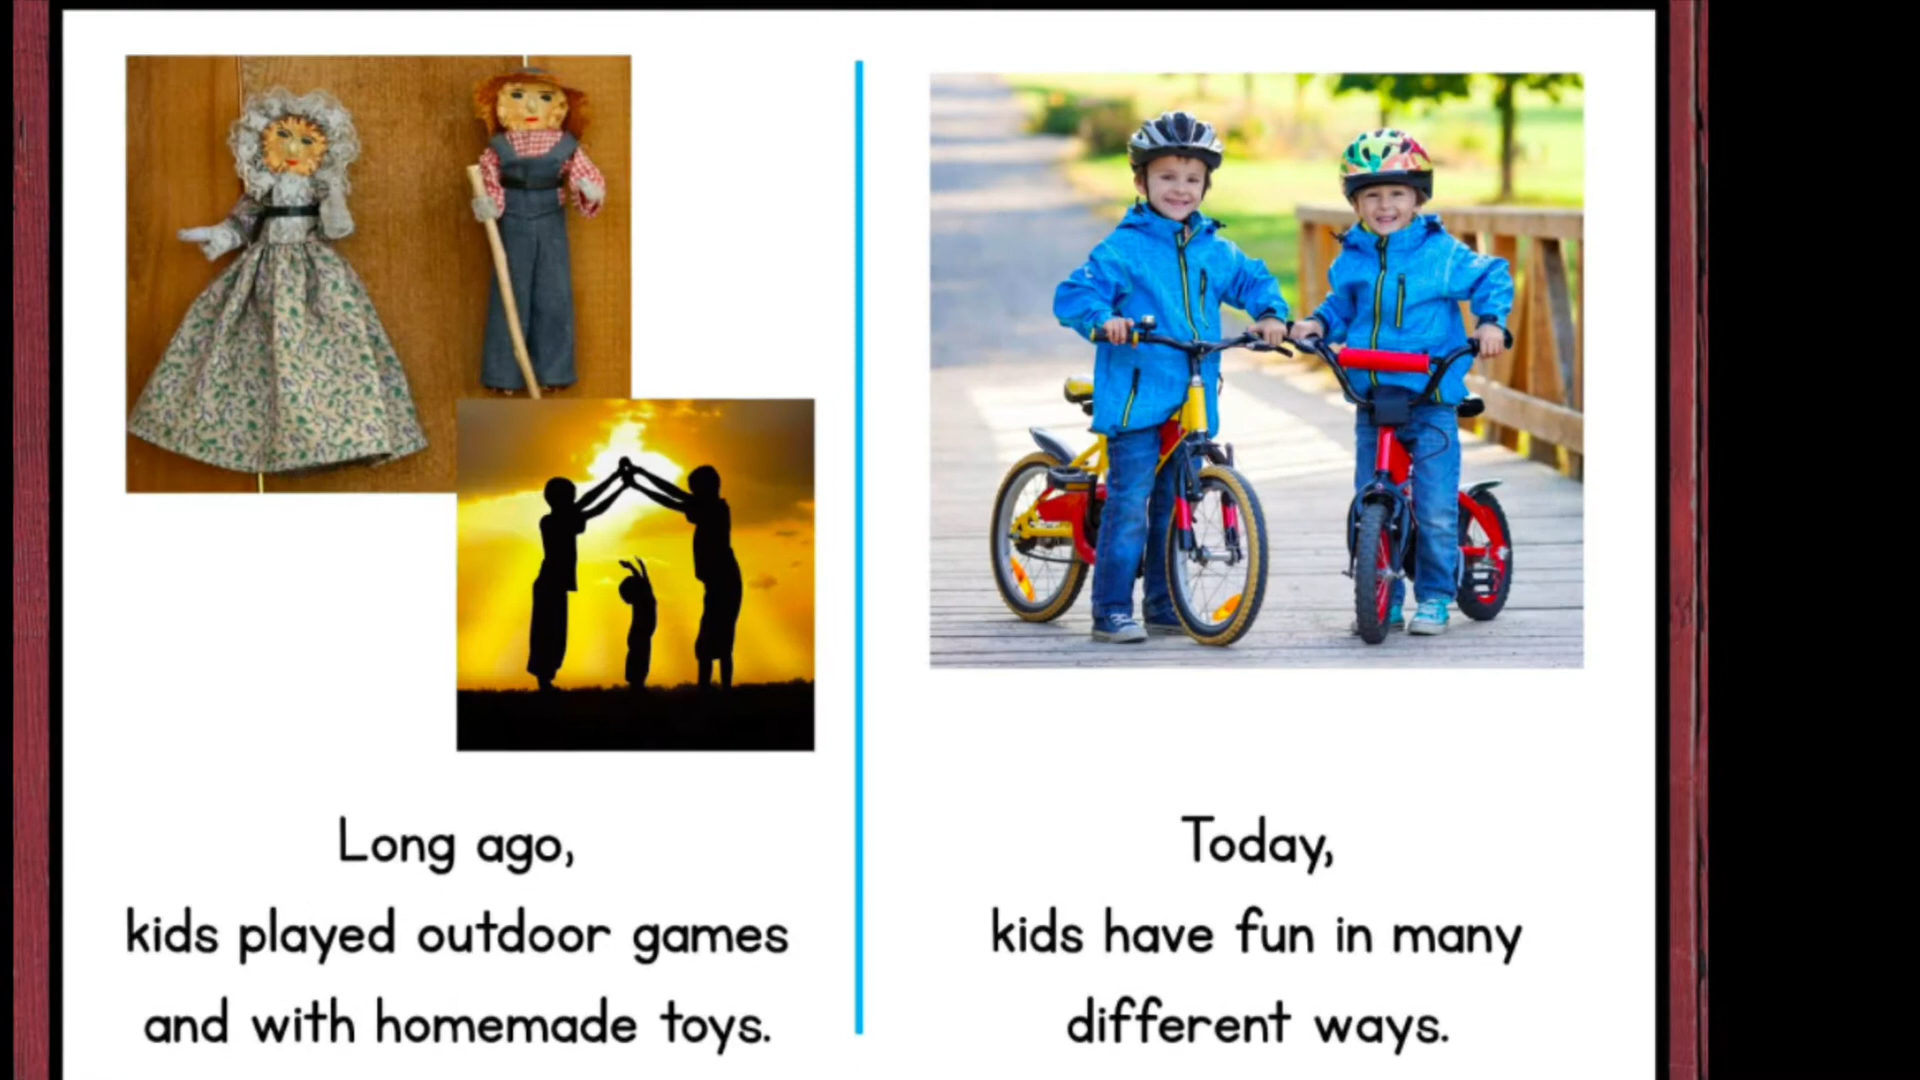 Long ago,
kids played outdoor games
and with homemade toys.
Today,
kids have fun in many
different ways.